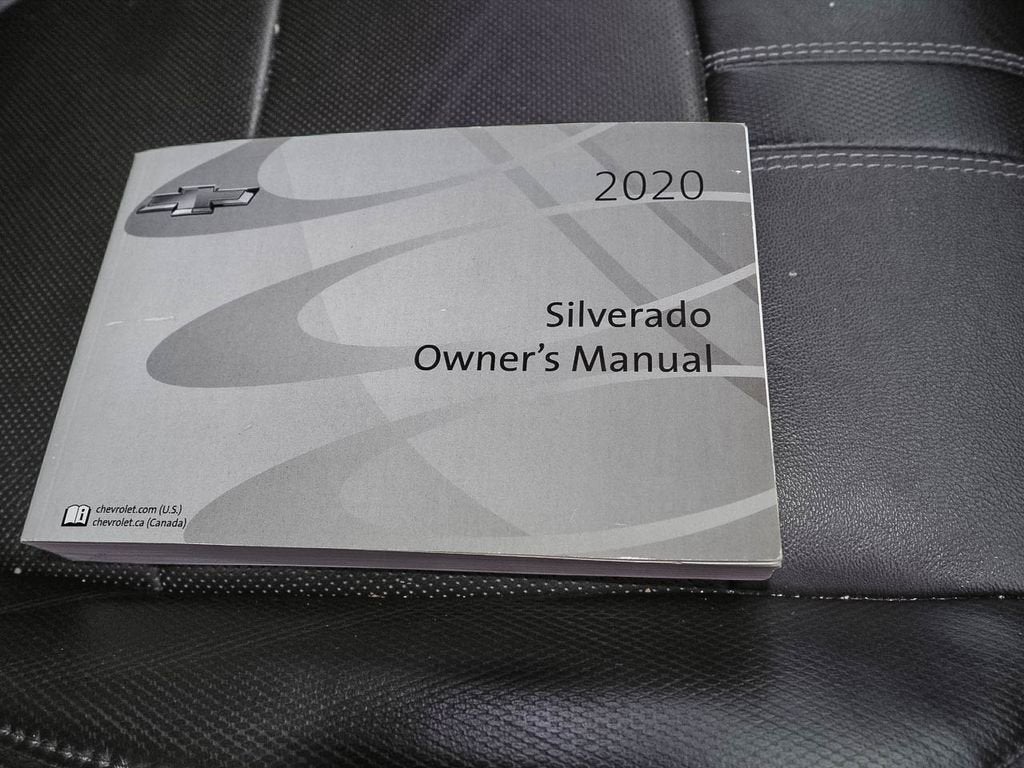 2020
Silverado
Owner's Manual
chevrolet.com (U.S.)
chevrolet.ca (Canada)